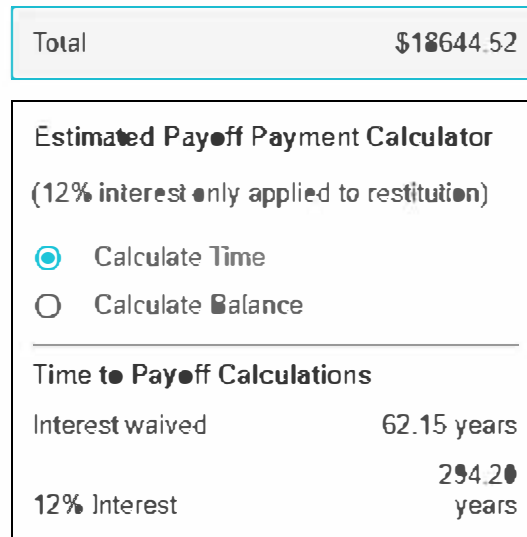 Total $18644.52
Estimated Payoff Payment Calculator
(12% interest only applied to restitution)
Calculate Time
Calculate Balance
Time to Payoff Calculations
Interest waived 62.15 years
294.20
12% Interest years